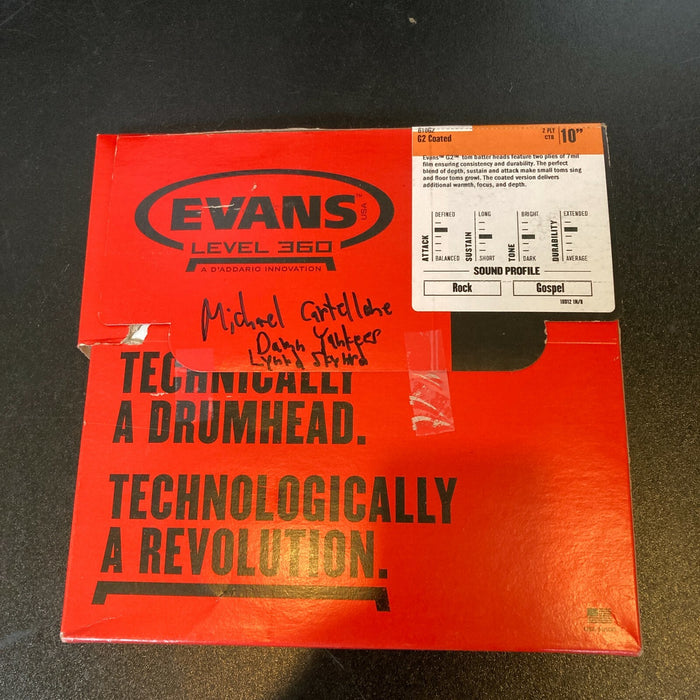 B10G2
G2 Coated
2 PLY
CTD
10"
Evans™ G2™ tom batter heads feature two plies of 7mil
film ensuring consistency and durability. The perfect
blend of depth, sustain and attack make small toms sing
and floor toms growl. The coated version delivers
additional warmth, focus, and depth.
ATTACK
DEFINED
BALANCED
SUSTAIN
LONG
SHORT
TONE
BRIGHT
DARK
DURABILITY
EXTENDED
AVERAGE
SOUND PROFILE
Rock
Gospel
EVANS
USA
LEVEL 360
A D'ADDARIO INNOVATION
Michael Cartellone
Damn Yankees
Lynrd Skynrd
TECHNICALLY
A DRUMHEAD.
TECHNOLOGICALLY
A REVOLUTION.